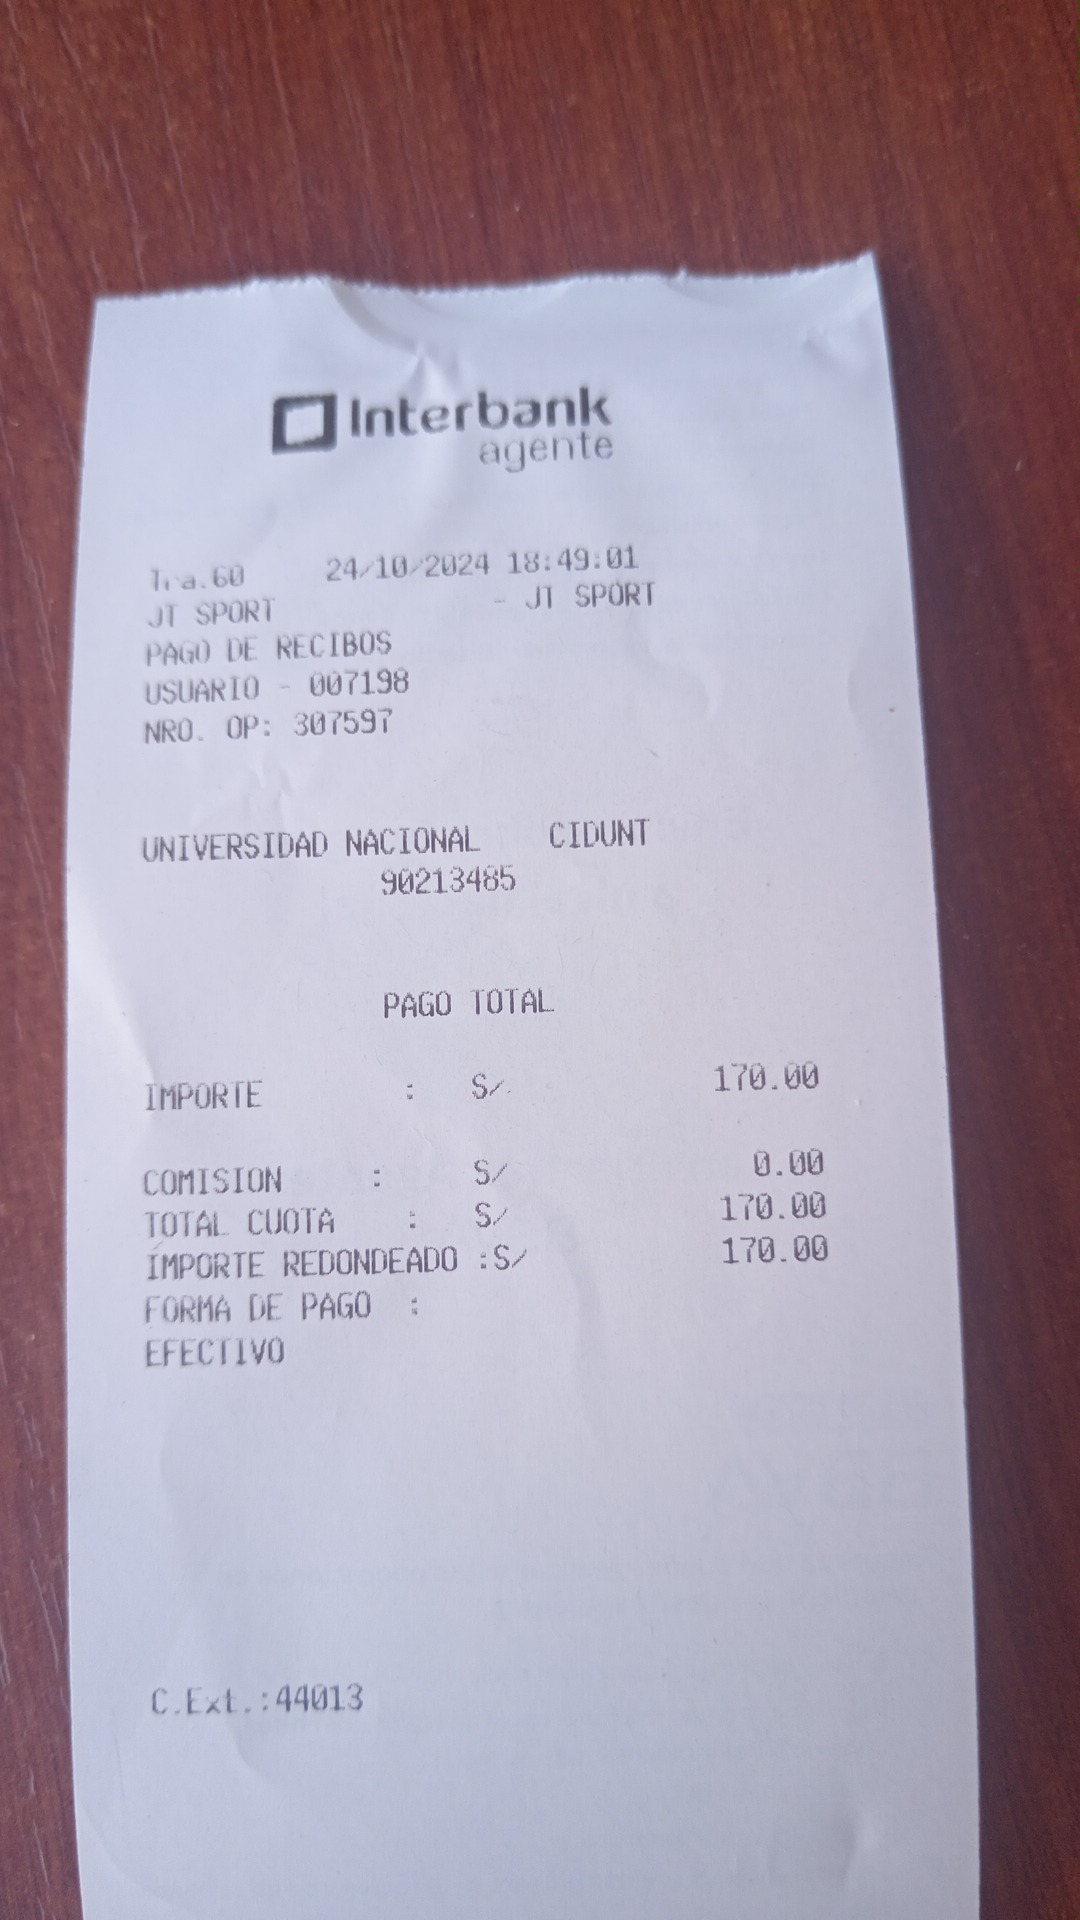 Interbank
agente
Tra.60 24/10/2024 18:49:01
JT SPORT - JT SPORT
PAGO DE RECIBOS
USUARIO - 007198
NRO. OP: 307597
UNIVERSIDAD NACIONAL CIDUNT
90213485
PAGO TOTAL
IMPORTE : S/. 170.00
COMISION : S/ 0.00
TOTAL CUOTA : S/ 170.00
IMPORTE REDONDEADO :S/ 170.00
FORMA DE PAGO :
EFECTIVO
C.Ext.:44013